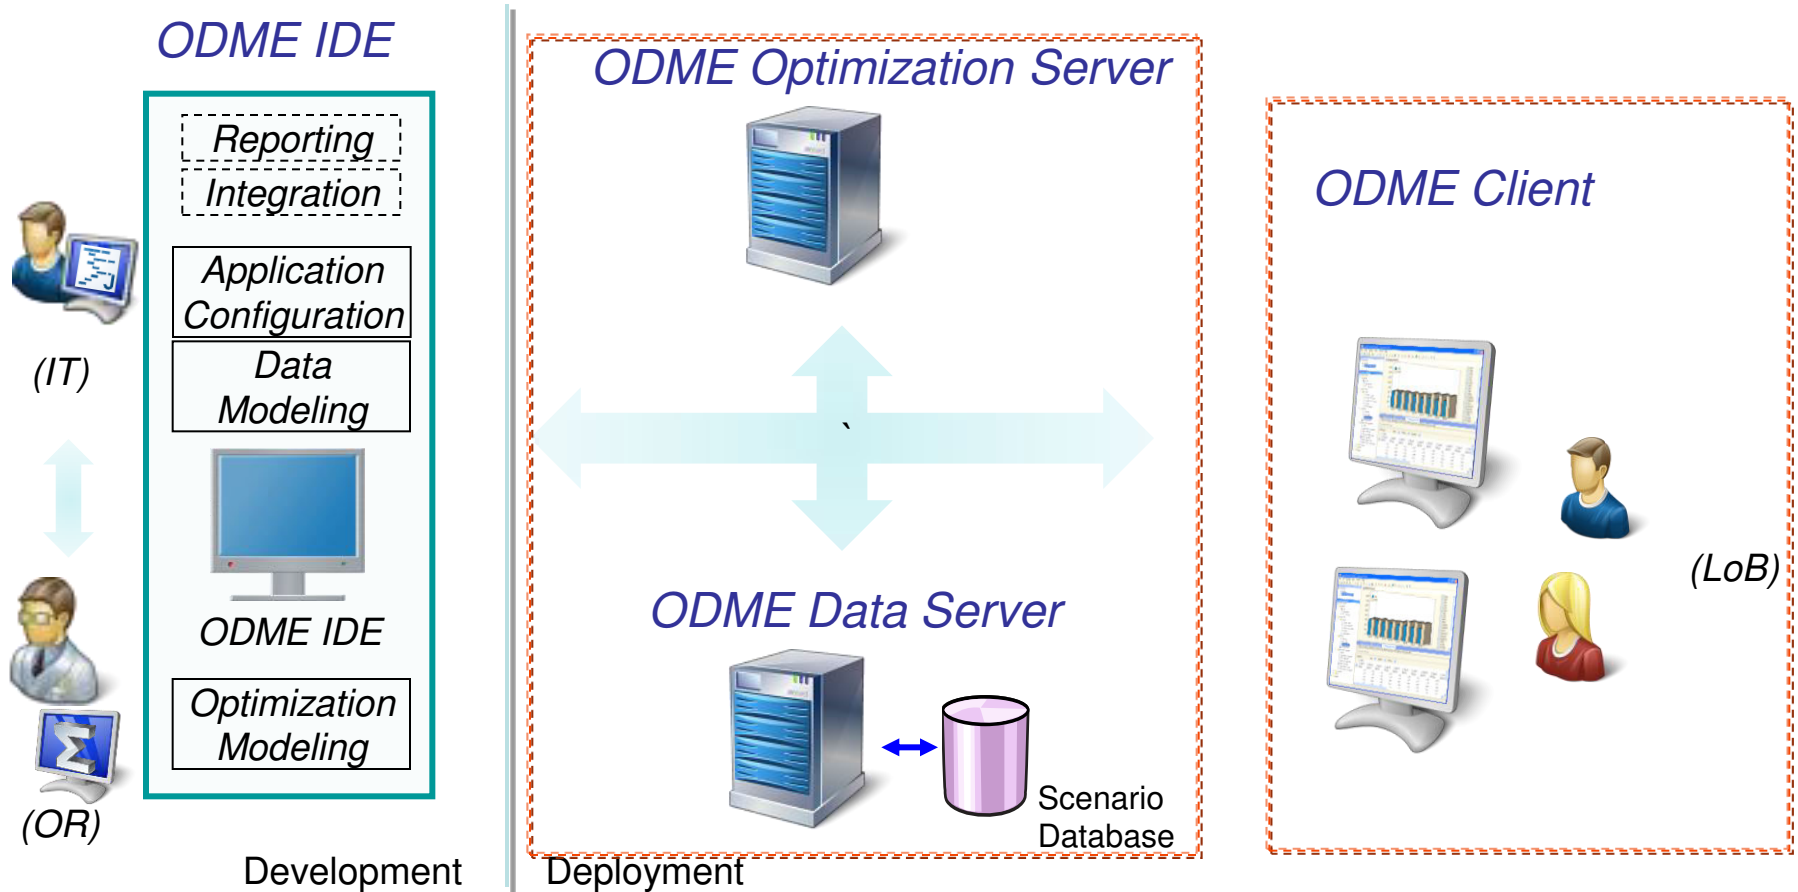 ODME IDE
Reporting
Integration
Application
Configuration
Data
Modeling
ODME IDE
Optimization
Modeling
(IT)
(OR)
Development
ODME Optimization Server
`
ODME Data Server
Scenario
Database
Deployment
ODME Client
(LoB)